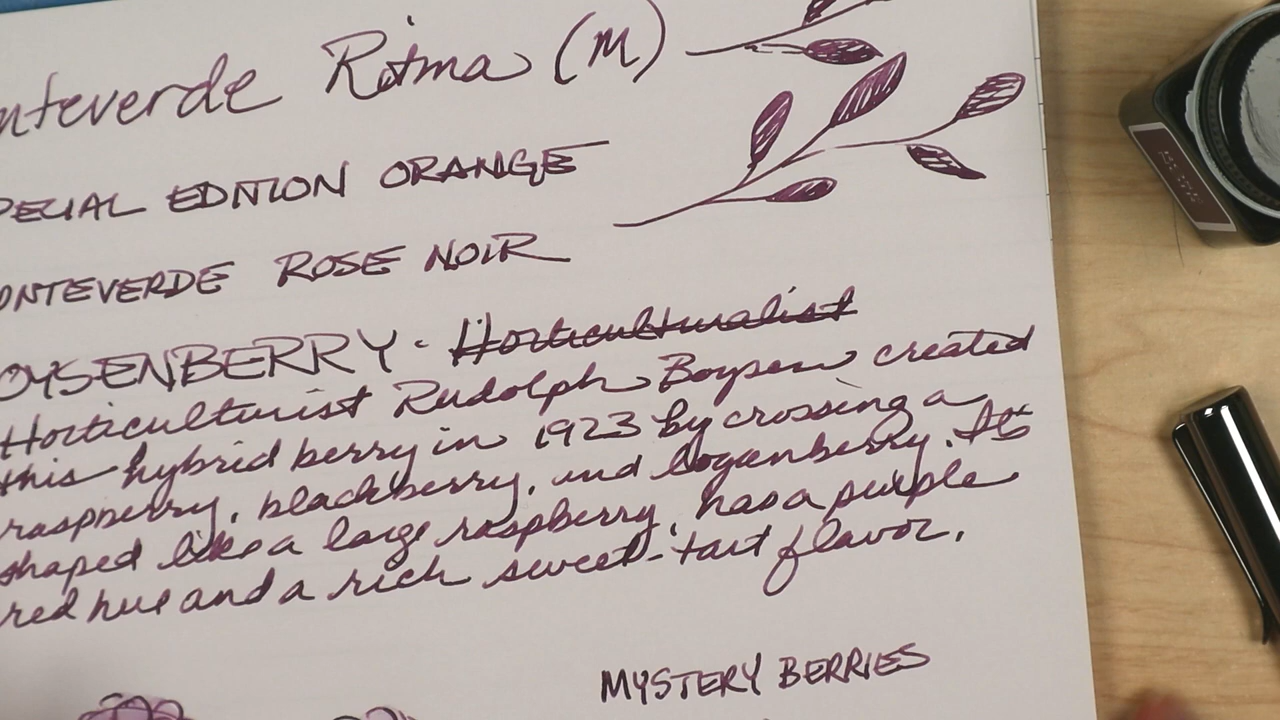 nteverde Ritma (M)
PECIAL EDITION ORANGE
ONTEVERDE ROSE NOIR
OYSENBERRY - Horticulturalist
Horticulturist Rudolph Boysen created
this hybrid berry in 1923 by crossing a
raspberry, blackberry, and loganberry. It's
shaped like a large raspberry, has a purple
red hue and a rich sweet-tart flavor.
MYSTERY BERRIES